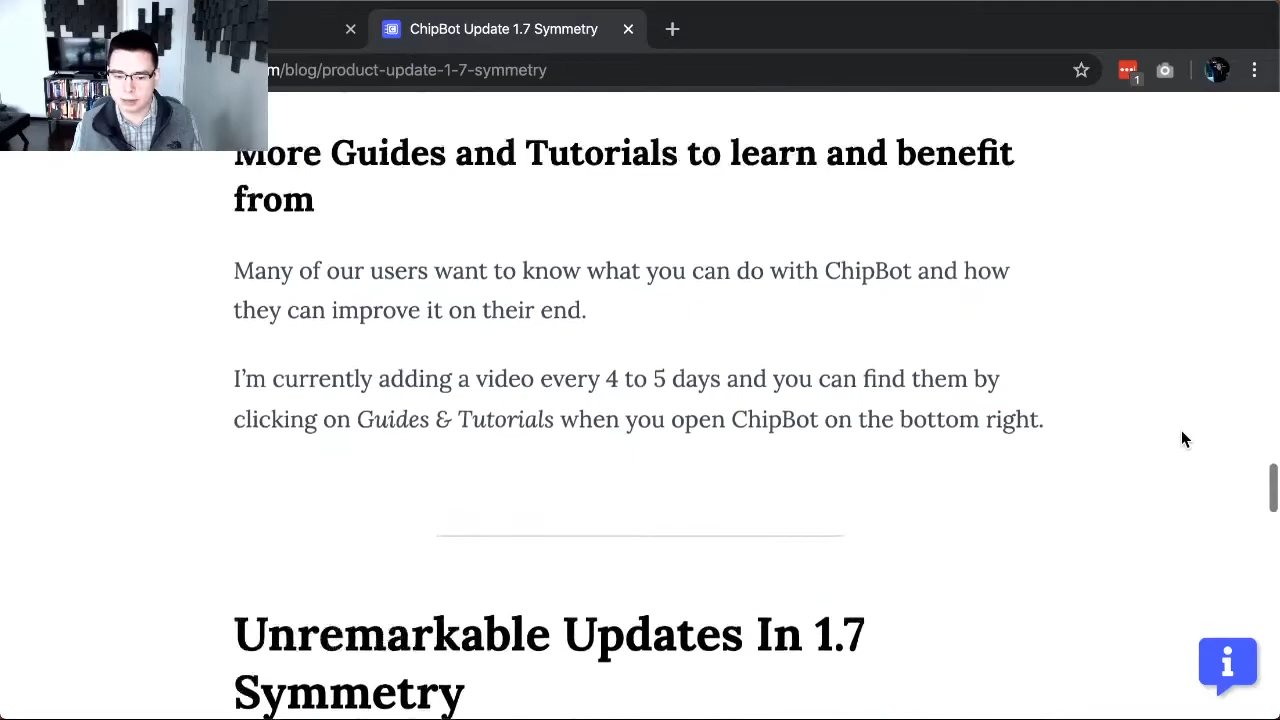 ChipBot Update 1.7 Symmetry
m/blog/product-update-1-7-symmetry
1
More Guides and Tutorials to learn and benefit
from
Many of our users want to know what you can do with ChipBot and how
they can improve it on their end.
I'm currently adding a video every 4 to 5 days and you can find them by
clicking on Guides & Tutorials when you open ChipBot on the bottom right.
Unremarkable Updates In 1.7
Symmetry